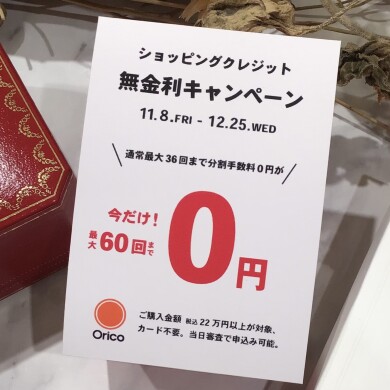 ショッピングクレジット
無金利キャンペーン
11.8.FRI - 12.25.WED
通常最大36回まで分割手数料0円が
今だけ！
最大60回まで
0円
Orico
ご購入金額 税込22万円以上が対象、
カード不要。当日審査で申込み可能。